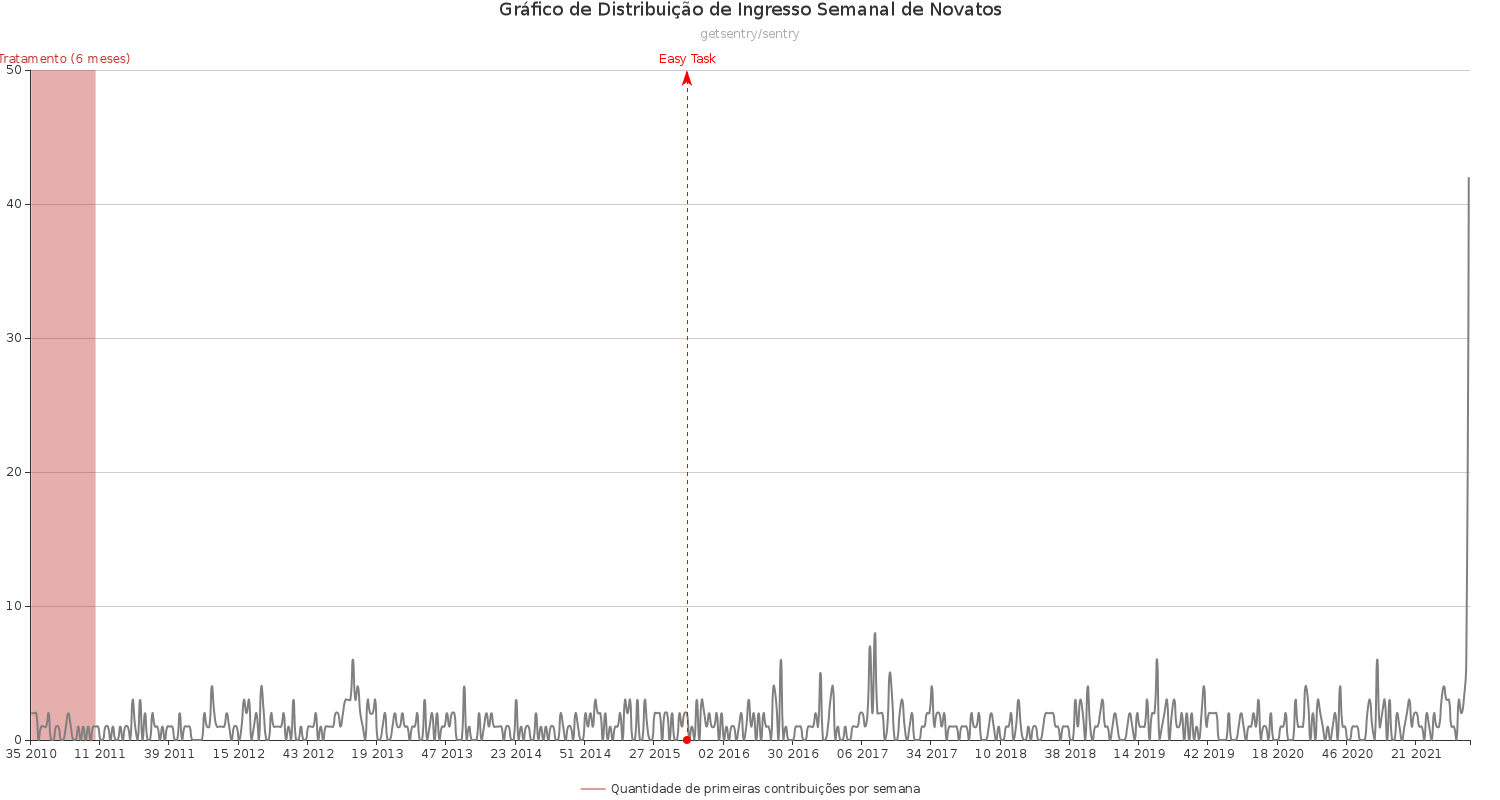 Gráfico de Distribuição de Ingresso Semanal de Novatos
getsentry/sentry
Tratamento (6 meses)
Easy Task
50
40
30
20
10
0
35 2010 11 2011 39 2011 15 2012 43 2012 19 2013 47 2013 23 2014 51 2014 27 2015 02 2016 30 2016 06 2017 34 2017 10 2018 38 2018 14 2019 42 2019 18 2020 46 2020 21 2021
Quantidade de primeiras contribuições por semana